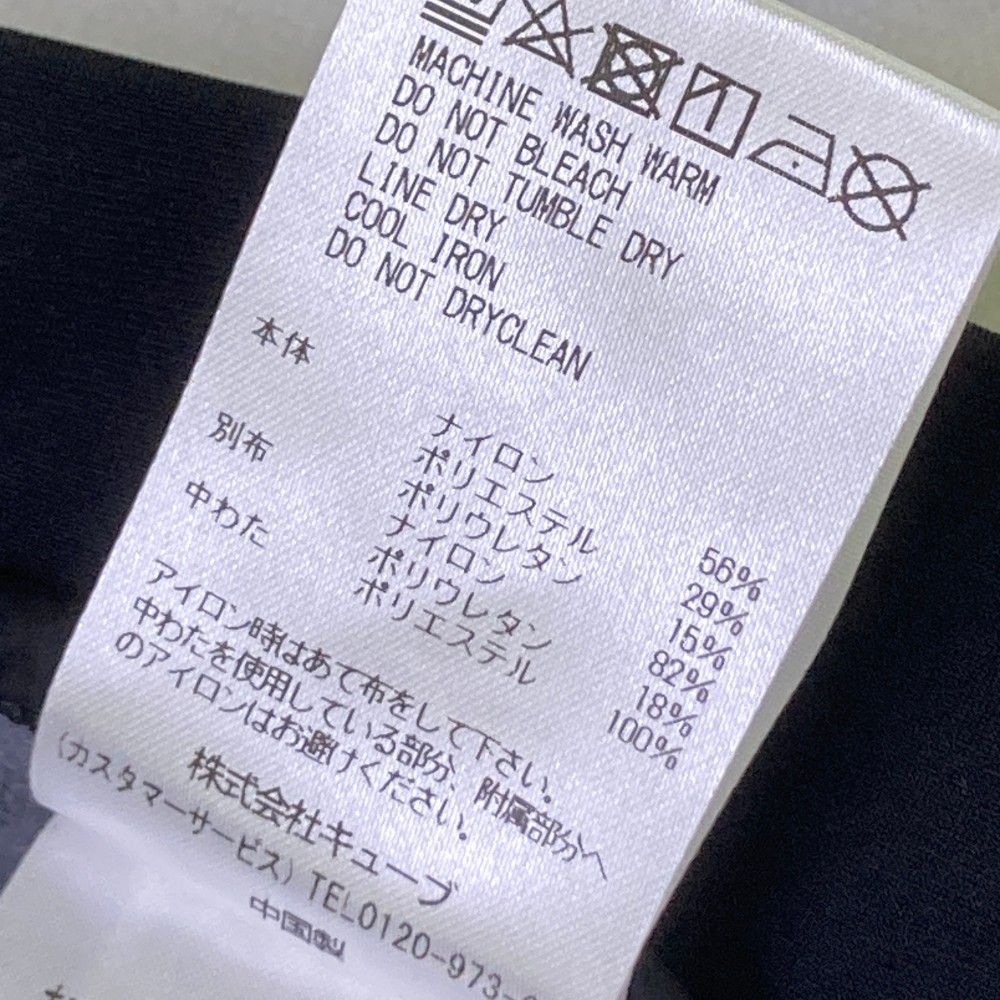 MACHINE WASH WARM
DO NOT BLEACH
DO NOT TUMBLE DRY
LINE DRY
COOL IRON
DO NOT DRYCLEAN
本体 ナイロン 56%
ポリエステル 29%
ポリウレタン 15%
別布 ナイロン 82%
ポリウレタン 18%
中わた ポリエステル 100%
アイロン時はあて布をして下さい。
中わたを使用している部分、附属部分へ
のアイロンはお避けください。
株式会社キューブ
(カスタマーサービス) TEL0120-973-
中国製